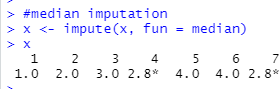 > #median imputation
> x <- impute(x, fun = median)
> x
1 2 3 4 5 6 7
1.0 2.0 3.0 2.8* 4.0 4.0 2.8*
>